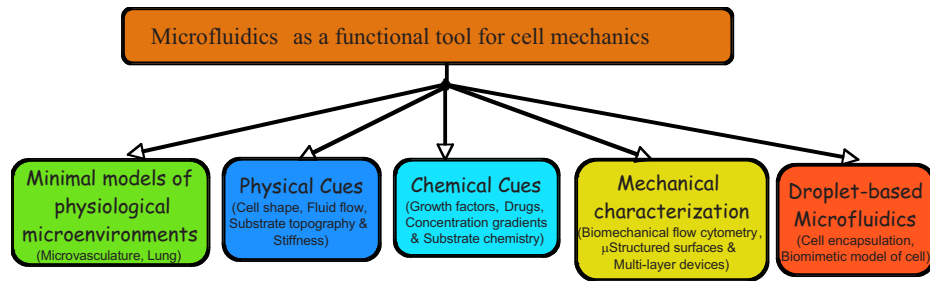 Microfluidics as a functional tool for cell mechanics
Minimal models of
physiological
microenvironments
(Microvasculature, Lung)
Physical Cues
(Cell shape, Fluid flow,
Substrate topography &
Stiffness)
Chemical Cues
(Growth factors, Drugs,
Concentration gradients
& Substrate chemistry)
Mechanical
characterization
(Biomechanical flow cytometry,
µStructured surfaces &
Multi-layer devices)
Droplet-based
Microfluidics
(Cell encapsulation,
Biomimetic model of cell)